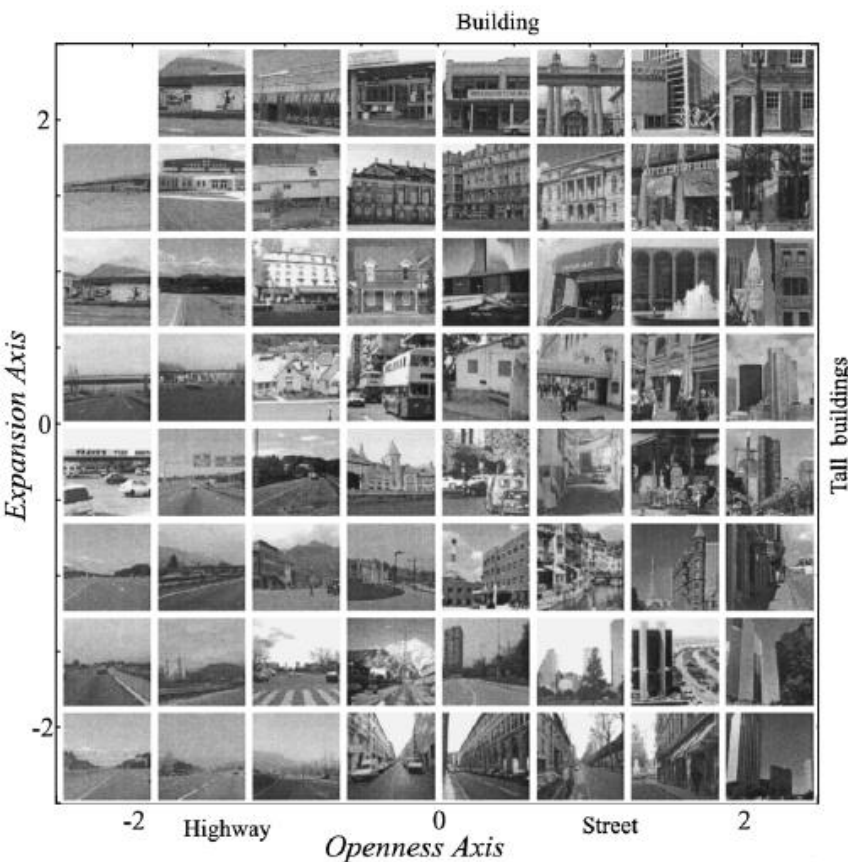 Building
2
Expansion Axis
0
Tall buildings
-2
-2
0
2
Highway
Street
Openness Axis